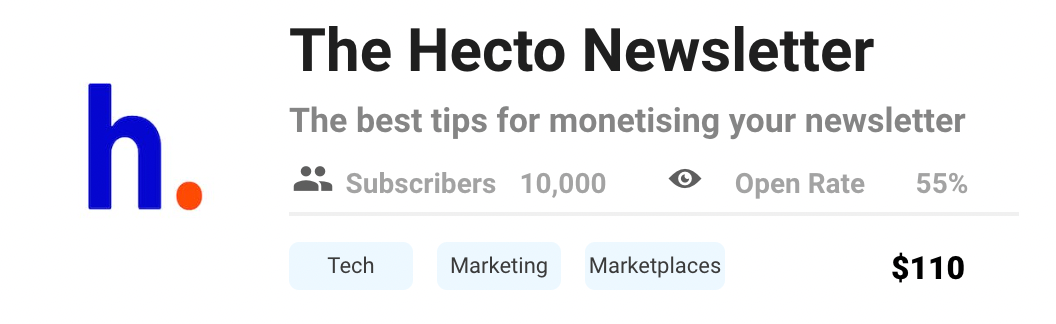 The Hecto Newsletter
The best tips for monetising your newsletter
h.
Subscribers 10,000 Open Rate 55%
Tech Marketing Marketplaces $110